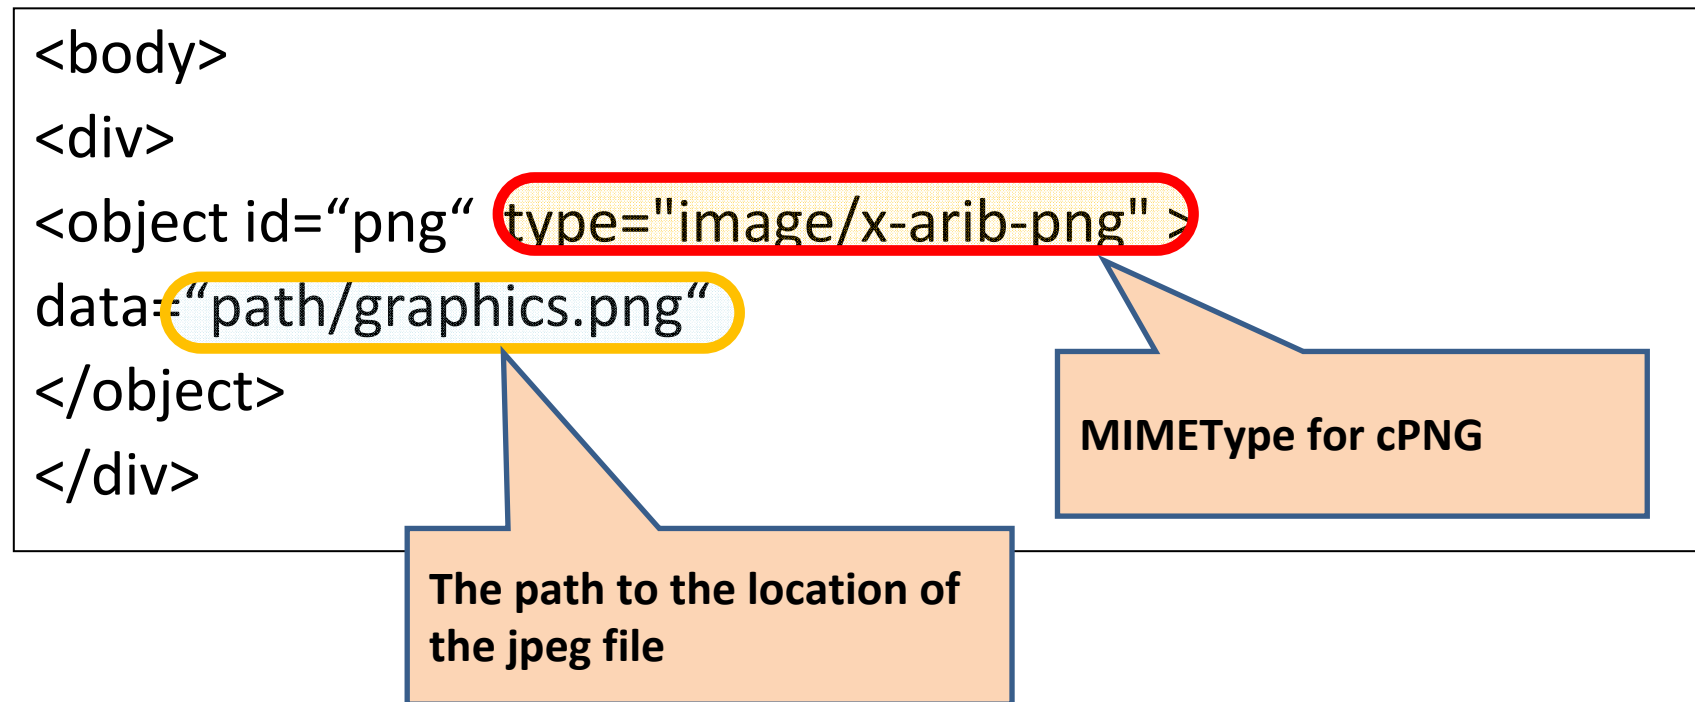 <body>
<div>
<object id=“png“ type="image/x-arib-png" >
data=“path/graphics.png“
</object>
</div>
MIMEType for cPNG
The path to the location of
the jpeg file